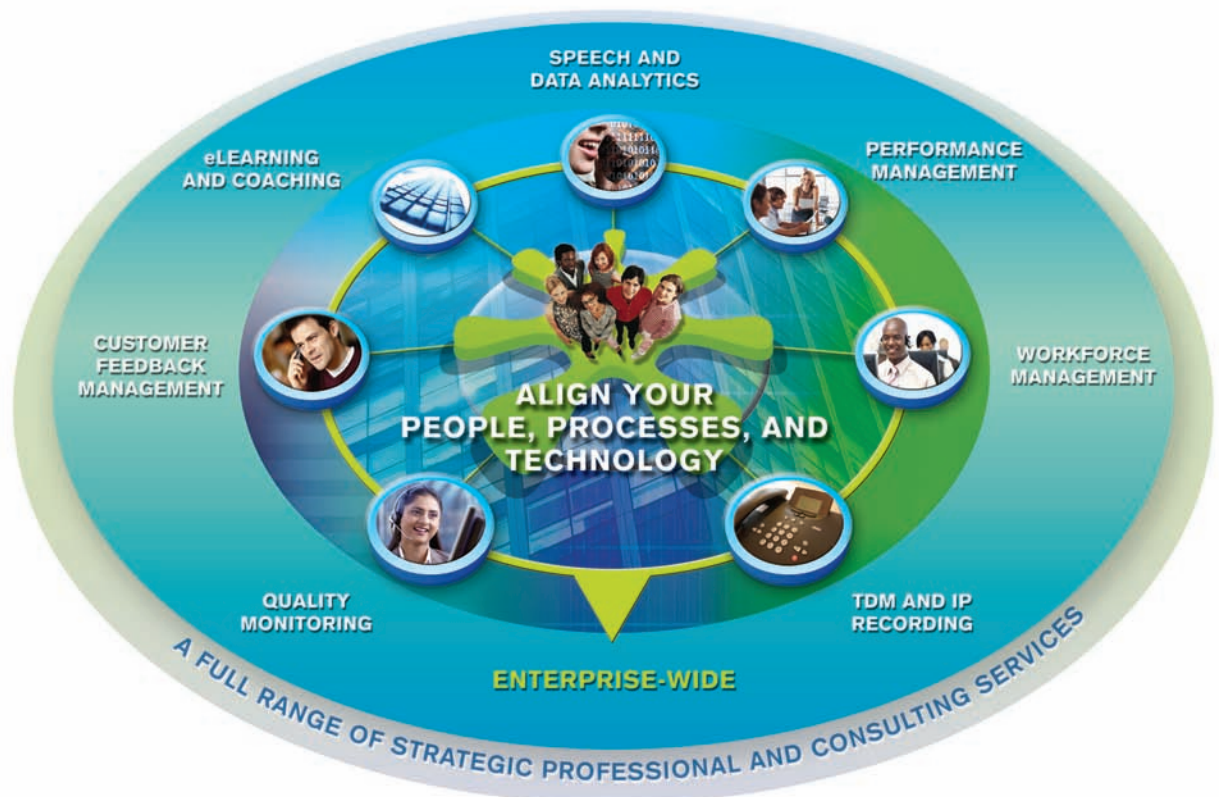 SPEECH AND
DATA ANALYTICS
eLEARNING
AND COACHING
PERFORMANCE
MANAGEMENT
CUSTOMER
FEEDBACK
MANAGEMENT
WORKFORCE
MANAGEMENT
ALIGN YOUR
PEOPLE, PROCESSES, AND
TECHNOLOGY
QUALITY
MONITORING
TDM AND IP
RECORDING
ENTERPRISE-WIDE
A FULL RANGE OF STRATEGIC PROFESSIONAL AND CONSULTING SERVICES